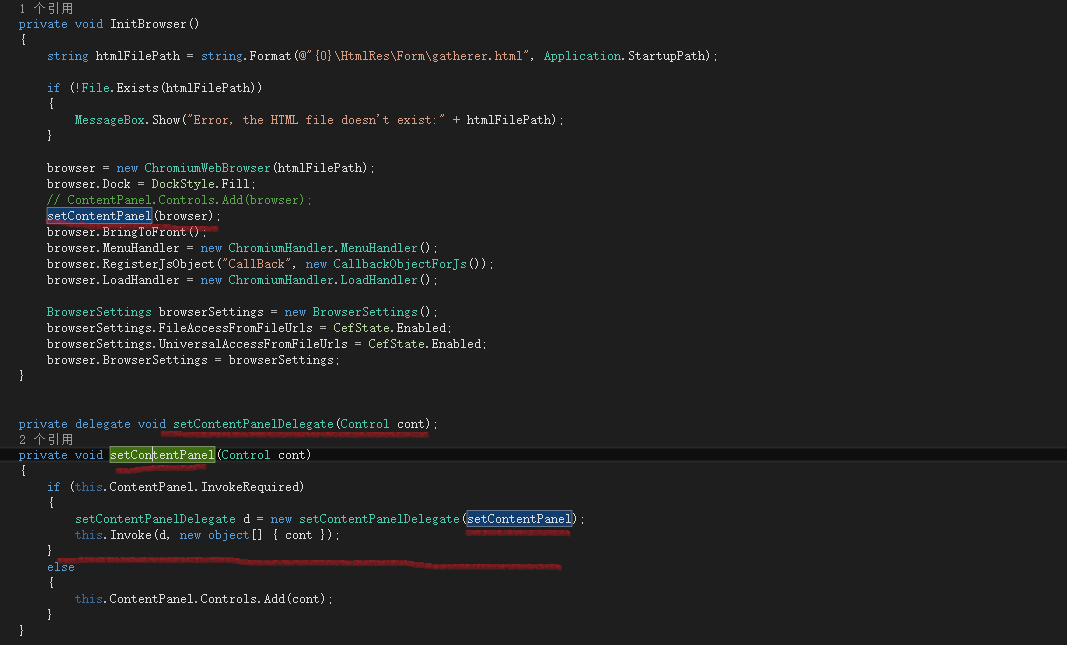 1 个引用
private void InitBrowser()
{
    string htmlFilePath = string.Format(@"{0}\HtmlRes\Form\gatherer.html", Application.StartupPath);
    if (!File.Exists(htmlFilePath))
    {
        MessageBox.Show("Error, the HTML file doesn't exist:" + htmlFilePath);
    }
    browser = new ChromiumWebBrowser(htmlFilePath);
    browser.Dock = DockStyle.Fill;
    // ContentPanel.Controls.Add(browser);
    setContentPanel(browser);
    browser.BringToFront();
    browser.MenuHandler = new ChromiumHandler.MenuHandler();
    browser.RegisterJsObject("CallBack", new CallbackObjectForJs());
    browser.LoadHandler = new ChromiumHandler.LoadHandler();
    BrowserSettings browserSettings = new BrowserSettings();
    browserSettings.FileAccessFromFileUrls = CefState.Enabled;
    browserSettings.UniversalAccessFromFileUrls = CefState.Enabled;
    browser.BrowserSettings = browserSettings;
}
private delegate void setContentPanelDelegate(Control cont);
2 个引用
private void setContentPanel(Control cont)
{
    if (this.ContentPanel.InvokeRequired)
    {
        setContentPanelDelegate d = new setContentPanelDelegate(setContentPanel);
        this.Invoke(d, new object[] { cont });
    }
    else
    {
        this.ContentPanel.Controls.Add(cont);
    }
}